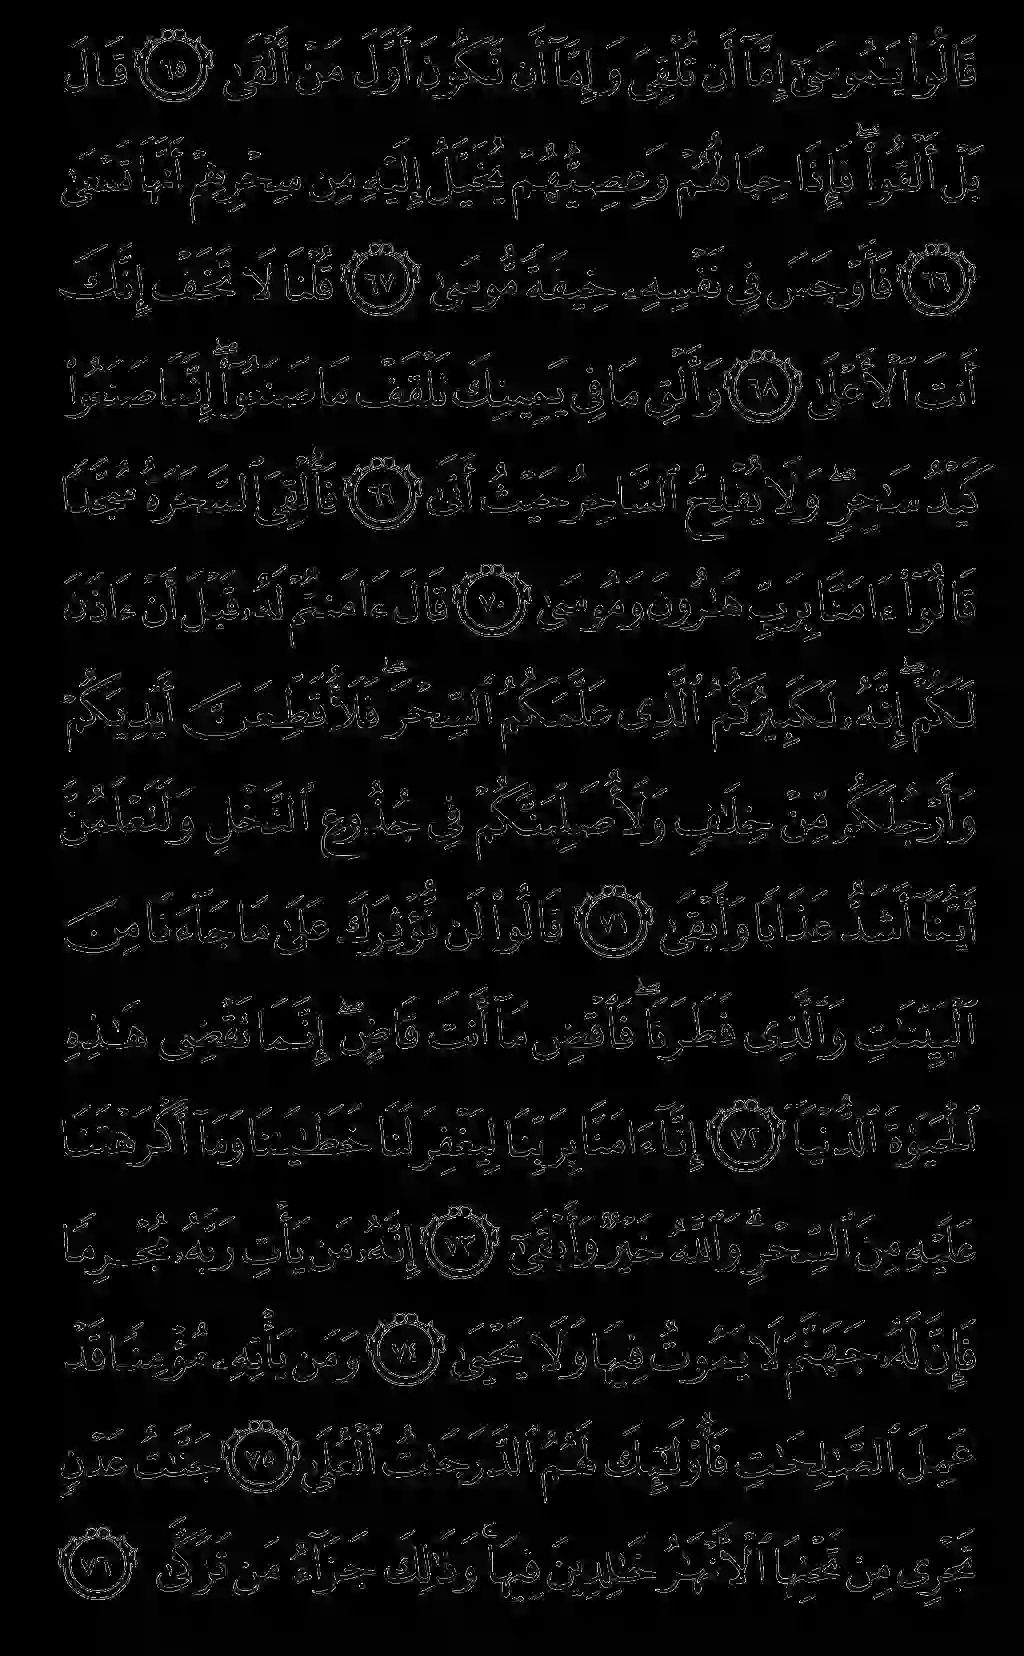 قَالُوا۟ يَـٰمُوسَىٰٓ إِمَّآ أَن تُلْقِىَ وَإِمَّآ أَن نَّكُونَ أَوَّلَ مَنْ أَلْقَىٰ ٦٥ قَالَ
بَلْ أَلْقُوا۟ ۖ فَإِذَا حِبَالُهُمْ وَعِصِيُّهُمْ يُخَيَّلُ إِلَيْهِ مِن سِحْرِهِمْ أَنَّهَا تَسْعَىٰ
٦٦ فَأَوْجَسَ فِى نَفْسِهِۦ خِيفَةً مُّوسَىٰ ٦٧ قُلْنَا لَا تَخَفْ إِنَّكَ
أَنتَ ٱلْأَعْلَىٰ ٦٨ وَأَلْقِ مَا فِى يَمِينِكَ تَلْقَفْ مَا صَنَعُوٓا۟ ۖ إِنَّمَا صَنَعُوا۟
كَيْدُ سَـٰحِرٍ ۖ وَلَا يُفْلِحُ ٱلسَّاحِرُ حَيْثُ أَتَىٰ ٦٩ فَأُلْقِىَ ٱلسَّحَرَةُ سُجَّدًا
قَالُوٓا۟ ءَامَنَّا بِرَبِّ هَـٰرُونَ وَمُوسَىٰ ٧٠ قَالَ ءَامَنتُمْ لَهُۥ قَبْلَ أَنْ ءَاذَنَ
لَكُمْ ۖ إِنَّهُۥ لَكَبِيرُكُمُ ٱلَّذِى عَلَّمَكُمُ ٱلسِّحْرَ ۖ فَلَأُقَطِّعَنَّ أَيْدِيَكُمْ
وَأَرْجُلَكُم مِّنْ خِلَـٰفٍ وَلَأُصَلِّبَنَّكُمْ فِى جُذُوعِ ٱلنَّخْلِ وَلَتَعْلَمُنَّ
أَيُّنَآ أَشَدُّ عَذَابًا وَأَبْقَىٰ ٧١ قَالُوا۟ لَن نُّؤْثِرَكَ عَلَىٰ مَا جَآءَنَا مِنَ
ٱلْبَيِّنَـٰتِ وَٱلَّذِى فَطَرَنَا ۖ فَٱقْضِ مَآ أَنتَ قَاضٍ ۖ إِنَّمَا تَقْضِى هَـٰذِهِ
ٱلْحَيَوٰةَ ٱلدُّنْيَآ ٧٢ إِنَّآ ءَامَنَّا بِرَبِّنَا لِيَغْفِرَ لَنَا خَطَـٰيَـٰنَا وَمَآ أَكْرَهْتَنَا
عَلَيْهِ مِنَ ٱلسِّحْرِ ۗ وَٱللَّهُ خَيْرٌ وَأَبْقَىٰٓ ٧٣ إِنَّهُۥ مَن يَأْتِ رَبَّهُۥ مُجْرِمًا
فَإِنَّ لَهُۥ جَهَنَّمَ لَا يَمُوتُ فِيهَا وَلَا يَحْيَىٰ ٧٤ وَمَن يَأْتِهِۦ مُؤْمِنًا قَدْ
عَمِلَ ٱلصَّـٰلِحَـٰتِ فَأُو۟لَـٰٓئِكَ لَهُمُ ٱلدَّرَجَـٰتُ ٱلْعُلَىٰ ٧٥ جَنَّـٰتُ عَدْنٍ
تَجْرِى مِن تَحْتِهَا ٱلْأَنْهَـٰرُ خَـٰلِدِينَ فِيهَا ۚ وَذَٰلِكَ جَزَآءُ مَن تَزَكَّىٰ ٧٦